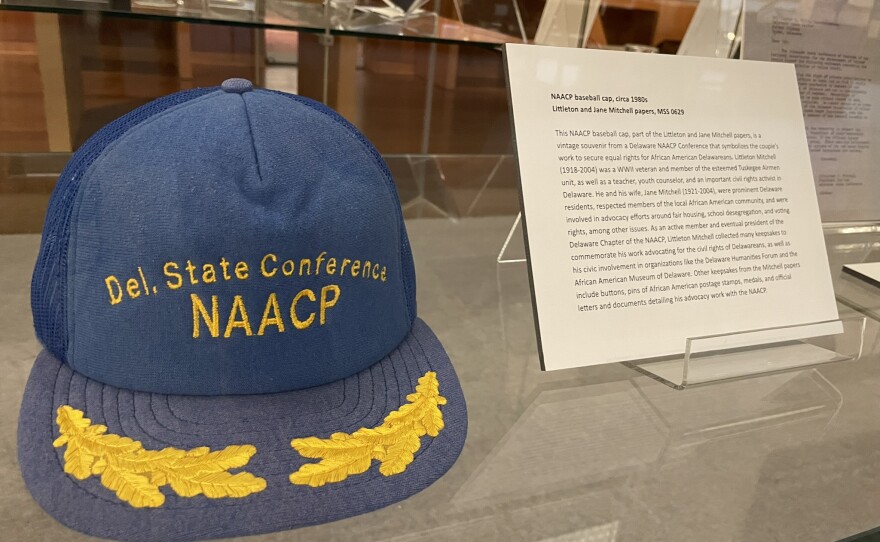 Del. State Conference
NAACP
NAACP baseball cap, circa 1980s
Littleton and Jane Mitchell papers, MSS 0629
This NAACP baseball cap, part of the Littleton and Jane Mitchell papers, is a
vintage souvenir from a Delaware NAACP Conference that symbolizes the couple's
work to secure equal rights for African American Delawareans. Littleton Mitchell
(1918-2004) was a WWII veteran and member of the esteemed Tuskegee Airmen
unit, as well as a teacher, youth counselor, and an important civil rights activist in
Delaware. He and his wife, Jane Mitchell (1921-2004), were prominent Delaware
residents, respected members of the local African American community, and were
involved in advocacy efforts around fair housing, school desegregation, and voting
rights, among other issues. As an active member and eventual president of the
Delaware Chapter of the NAACP, Littleton Mitchell collected many keepsakes to
commemorate his work advocating for the civil rights of Delawareans, as well as
his civic involvement in organizations like the Delaware Humanities Forum and the
African American Museum of Delaware. Other keepsakes from the Mitchell papers
include buttons, pins of African American postage stamps, medals, and official
letters and documents detailing his advocacy work with the NAACP.